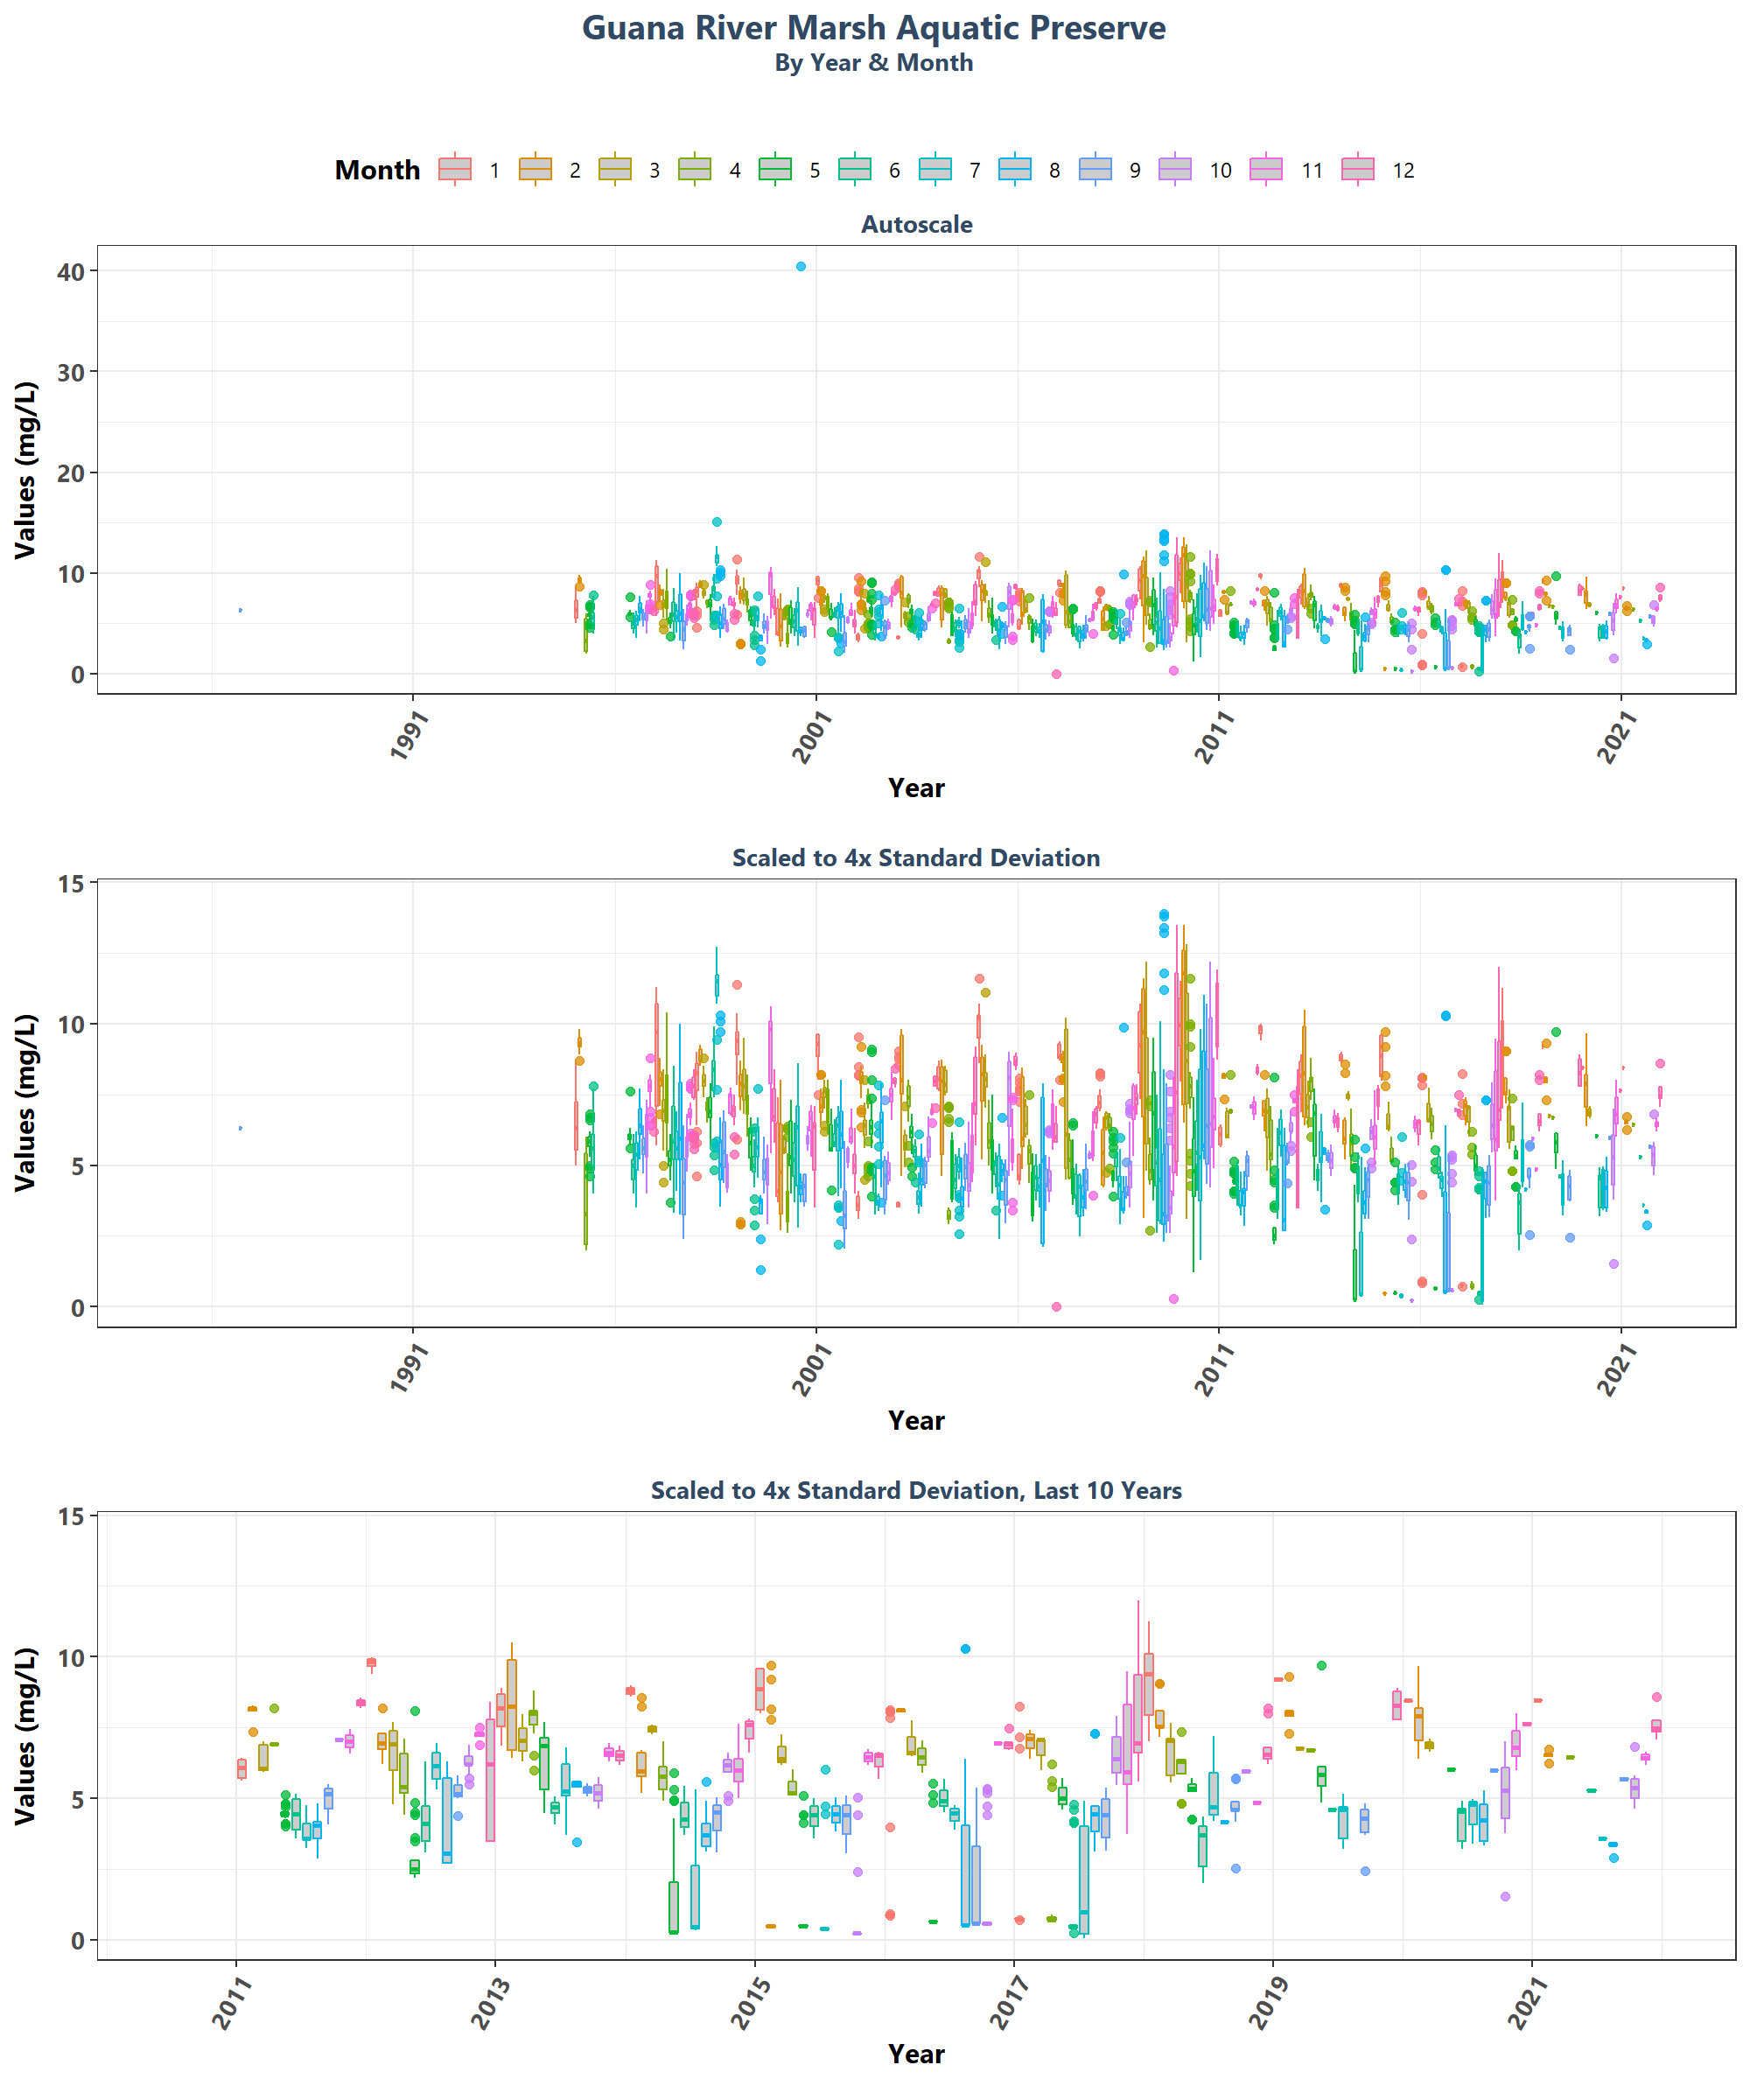 Guana River Marsh Aquatic Preserve
By Year & Month
Month 1 2 3 4 5 6 7 8 9 10 11 12
Autoscale
Values (mg/L)
40
30
20
10
0
1991 2001 2011 2021
Year
Scaled to 4x Standard Deviation
Values (mg/L)
15
10
5
0
1991 2001 2011 2021
Year
Scaled to 4x Standard Deviation, Last 10 Years
Values (mg/L)
15
10
5
0
2011 2013 2015 2017 2019 2021
Year